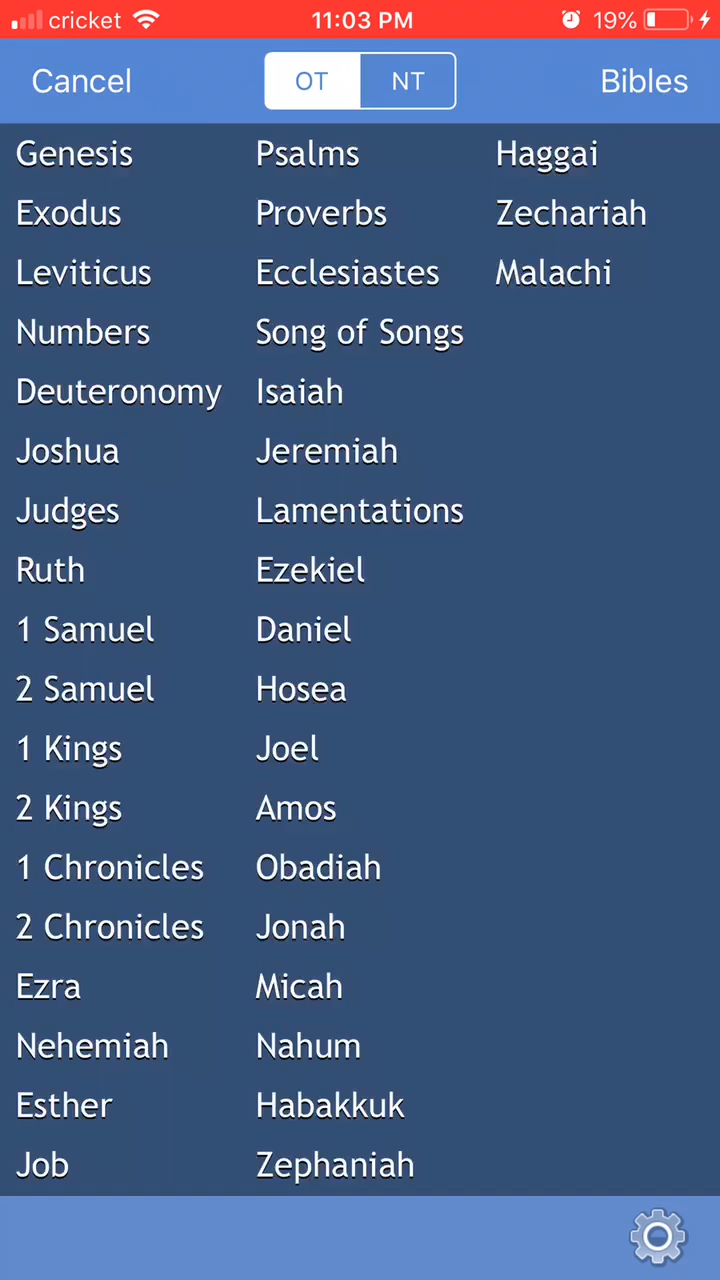 cricket 11:03 PM 19%
Cancel OT NT Bibles
Genesis Psalms Haggai
Exodus Proverbs Zechariah
Leviticus Ecclesiastes Malachi
Numbers Song of Songs
Deuteronomy Isaiah
Joshua Jeremiah
Judges Lamentations
Ruth Ezekiel
1 Samuel Daniel
2 Samuel Hosea
1 Kings Joel
2 Kings Amos
1 Chronicles Obadiah
2 Chronicles Jonah
Ezra Micah
Nehemiah Nahum
Esther Habakkuk
Job Zephaniah